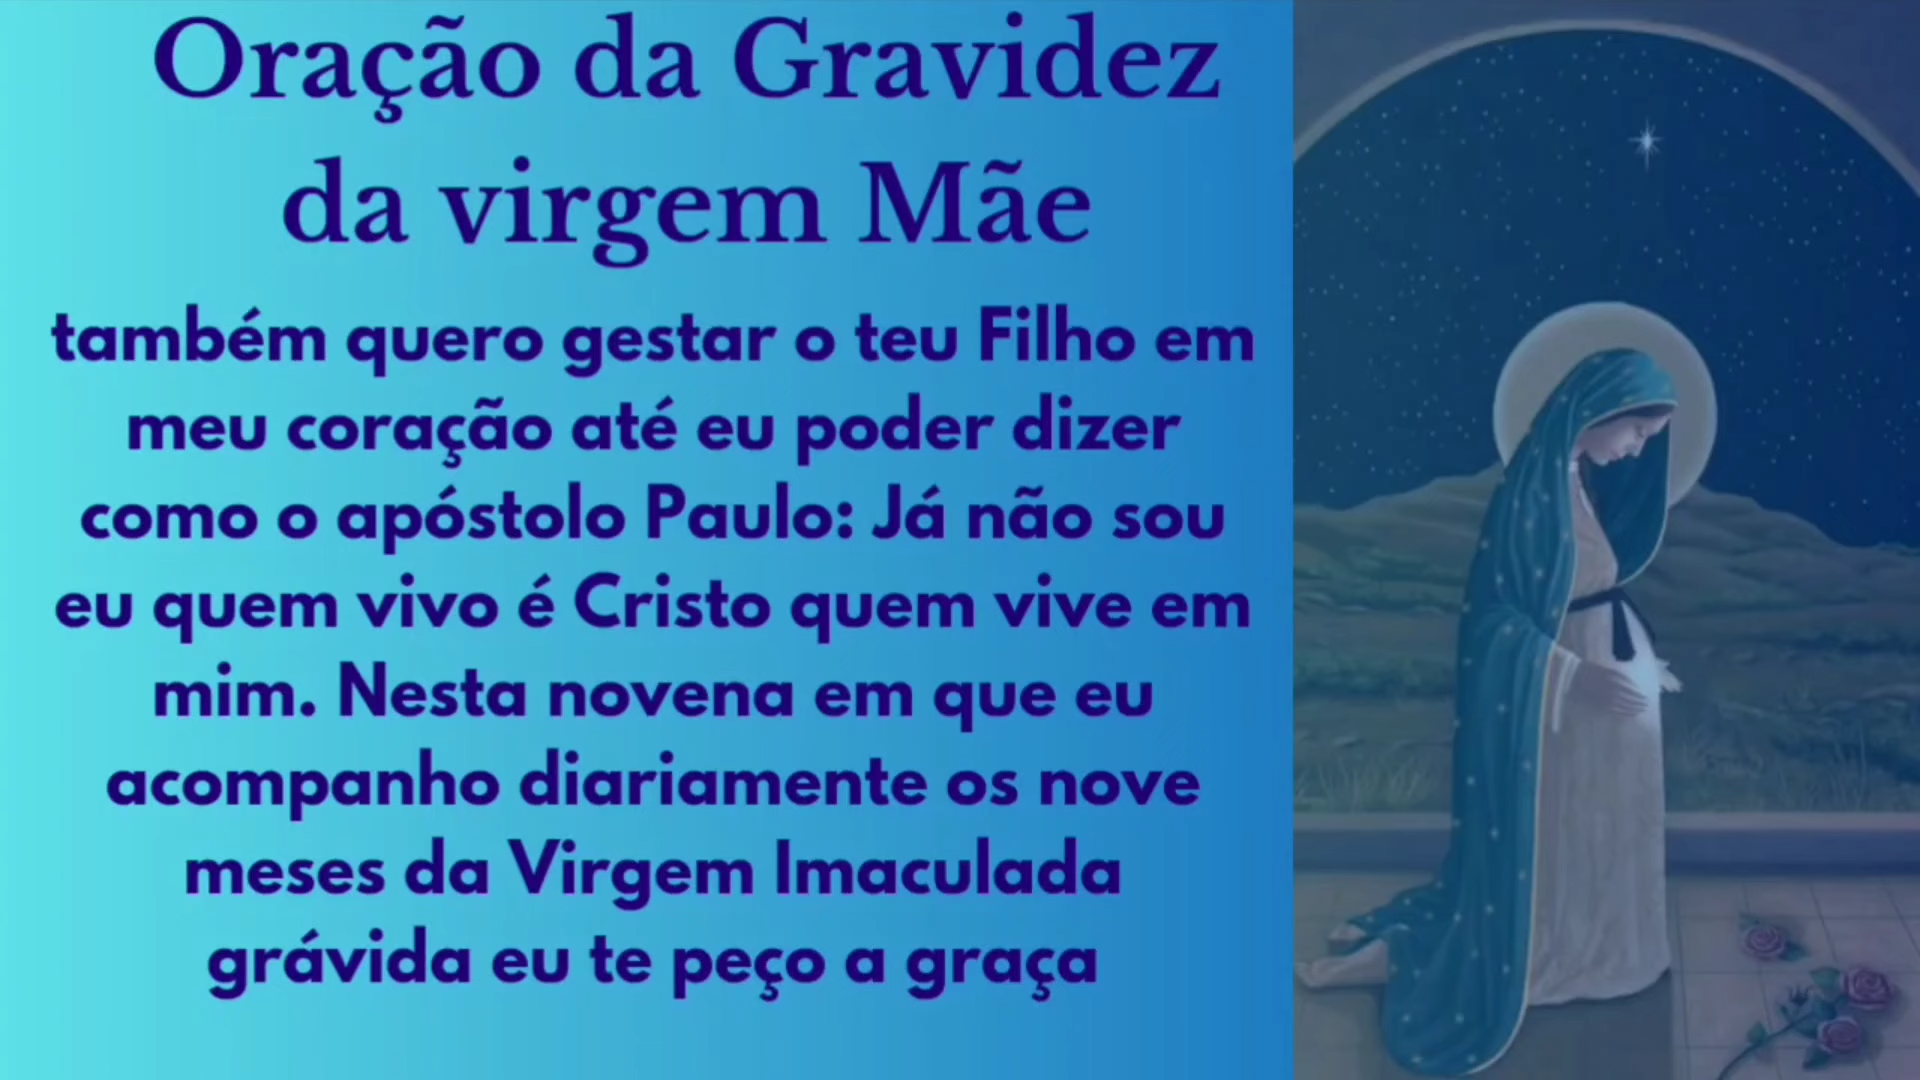 Oração da Gravidez
da virgem Mãe
também quero gestar o teu Filho em
meu coração até eu poder dizer
como o apóstolo Paulo: Já não sou
eu quem vivo é Cristo quem vive em
mim. Nesta novena em que eu
acompanho diariamente os nove
meses da Virgem Imaculada
grávida eu te peço a graça